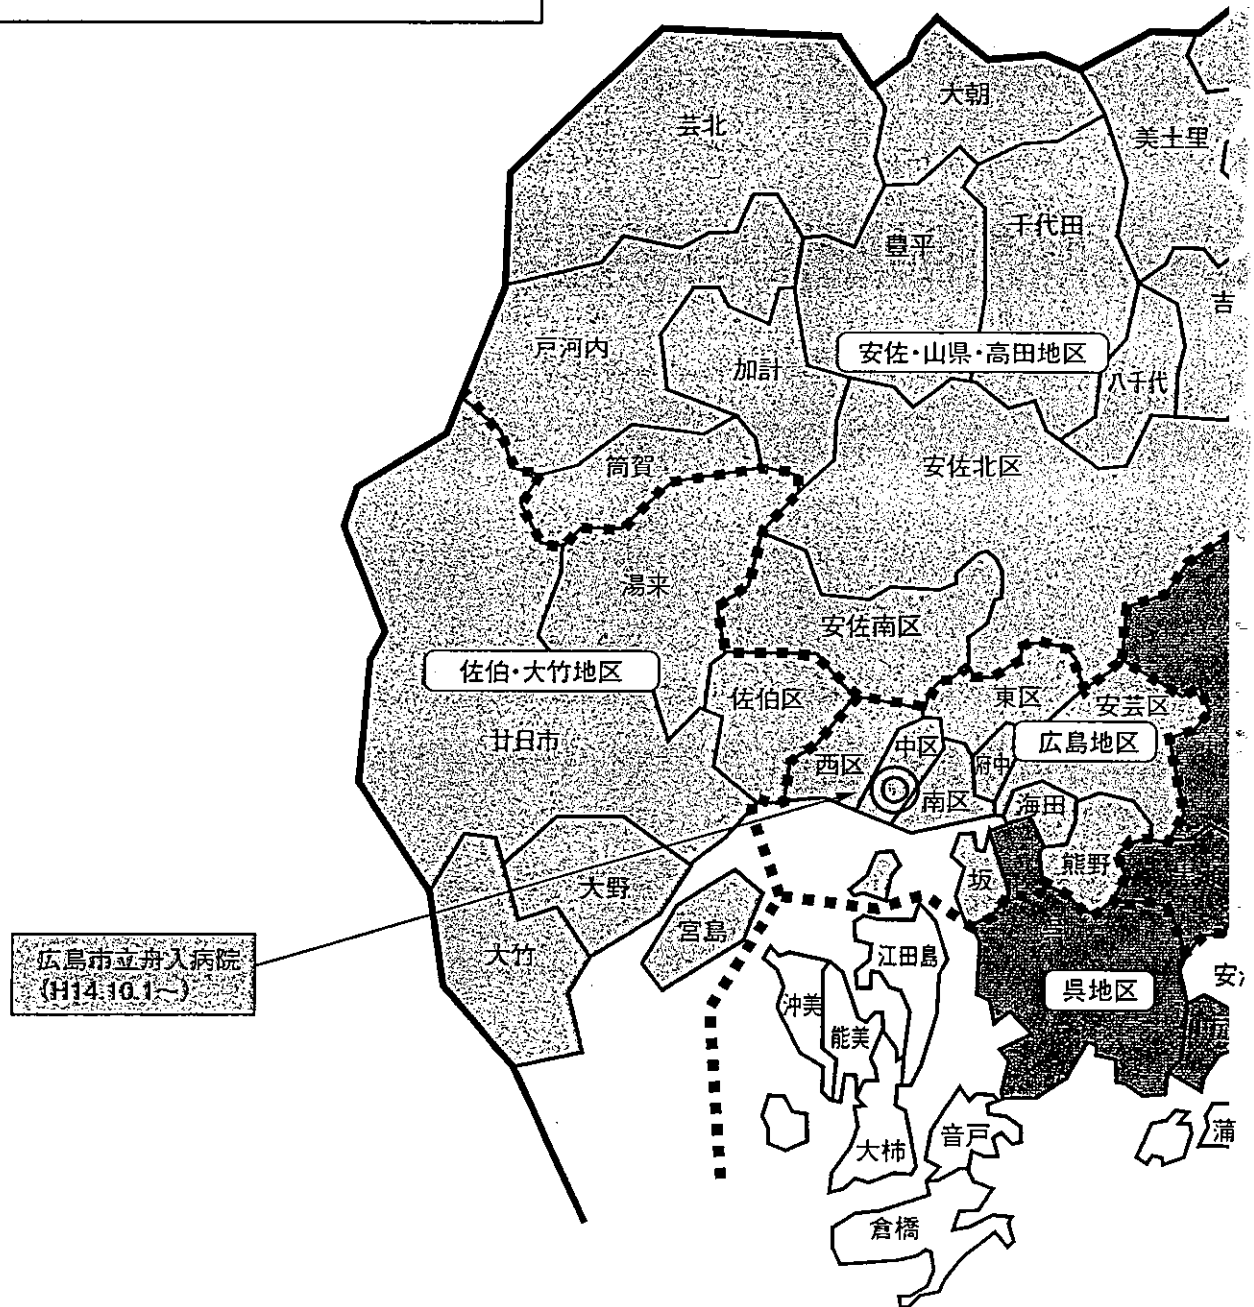 大朝
芸北
美土里
千代田
豊平
吉
戸河内
安佐・山県・高田地区
加計
八千代
筒賀
安佐北区
湯来
安佐南区
佐伯・大竹地区
佐伯区
東区
安芸区
廿日市
中区
広島地区
西区
府中
南区
海田
熊野
坂
大野
宮島
大竹
江田島
広島市立舟入病院
(H14.10.1～)
呉地区
安
沖美
能美
蒲
大柿
音戸
倉橋